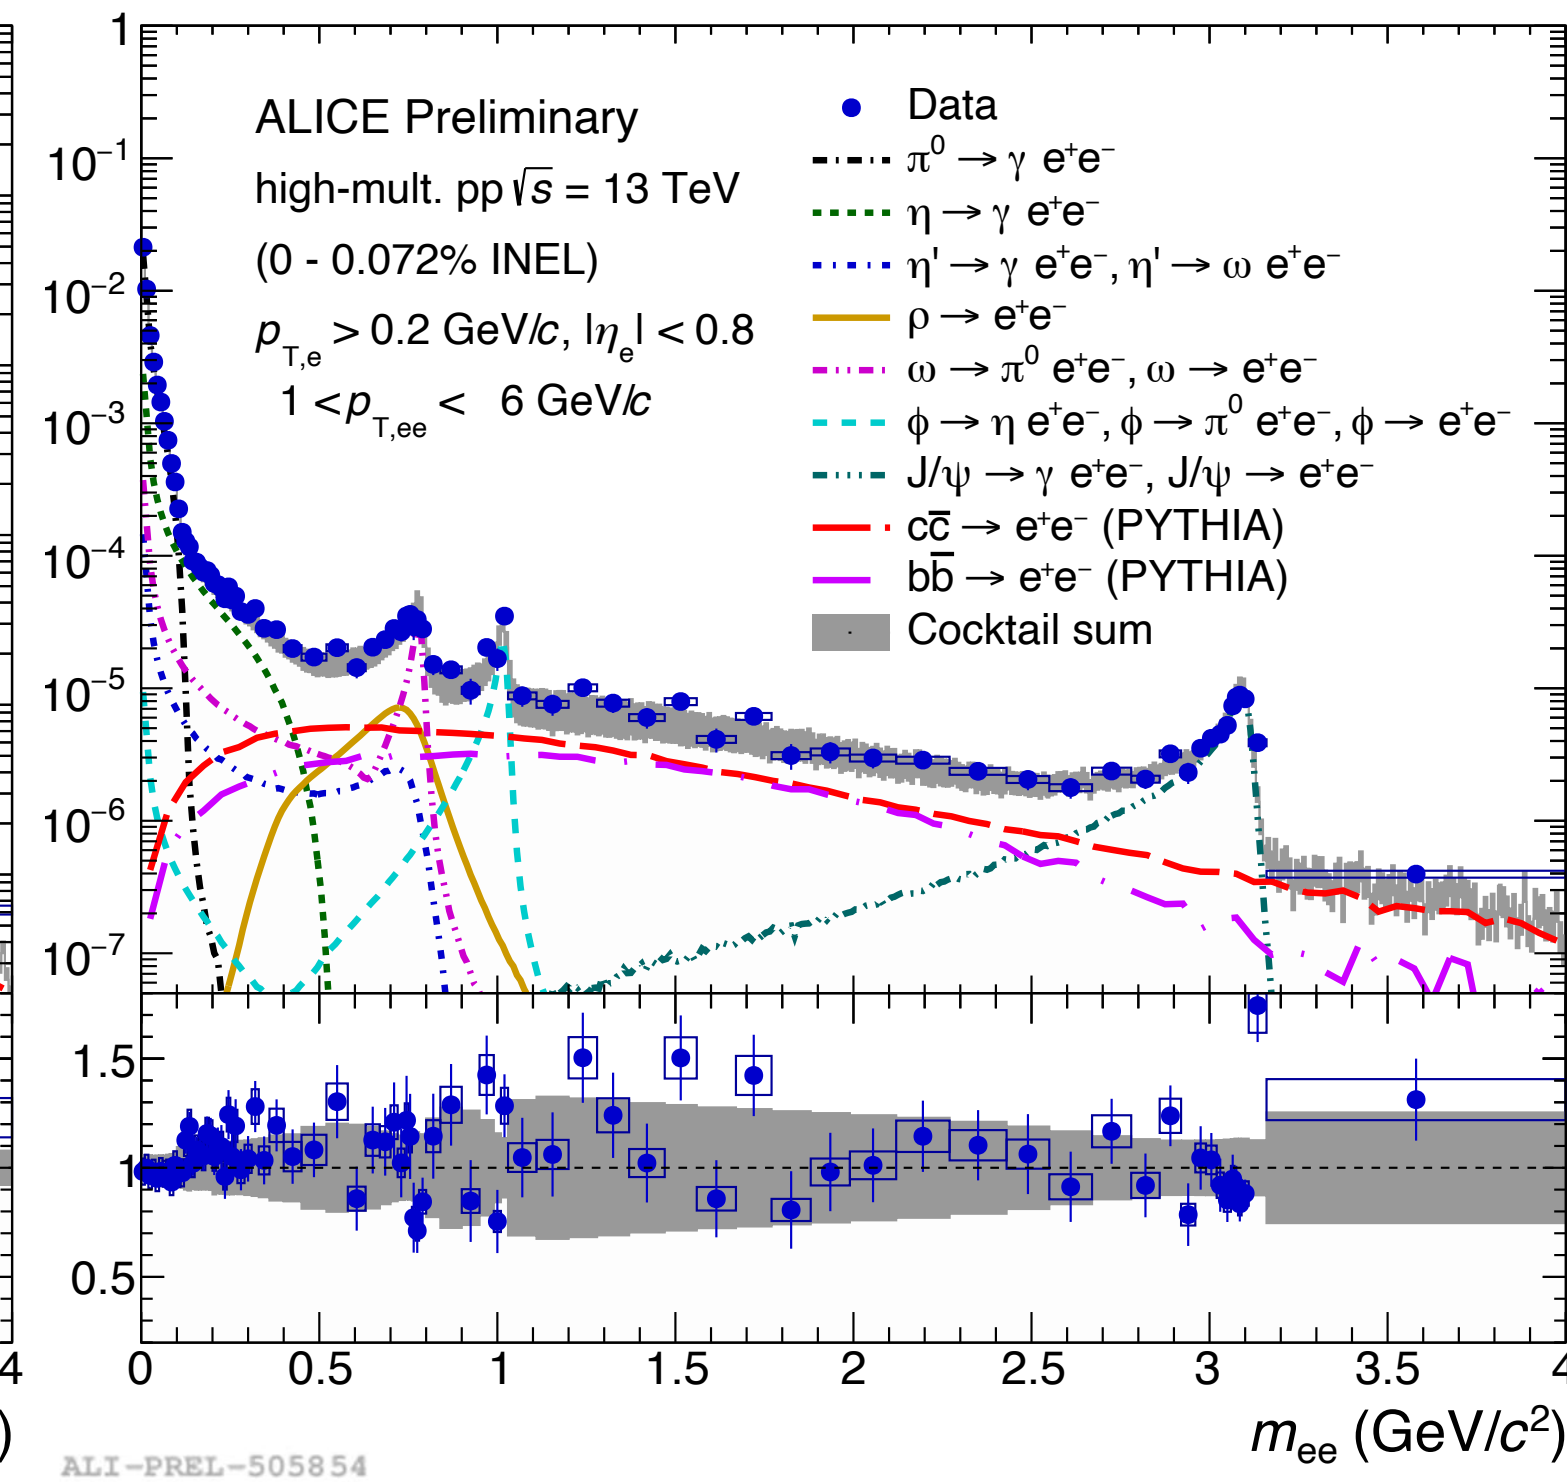 1
10⁻¹
10⁻²
10⁻³
10⁻⁴
10⁻⁵
10⁻⁶
10⁻⁷
ALICE Preliminary
high-mult. pp √s = 13 TeV
(0 - 0.072% INEL)
p_T,e > 0.2 GeV/c, |η_e| < 0.8
1 < p_T,ee < 6 GeV/c
Data
π⁰ → γ e⁺e⁻
η → γ e⁺e⁻
η' → γ e⁺e⁻, η' → ω e⁺e⁻
ρ → e⁺e⁻
ω → π⁰ e⁺e⁻, ω → e⁺e⁻
ϕ → η e⁺e⁻, ϕ → π⁰ e⁺e⁻, ϕ → e⁺e⁻
J/ψ → γ e⁺e⁻, J/ψ → e⁺e⁻
cc̅ → e⁺e⁻ (PYTHIA)
bb̅ → e⁺e⁻ (PYTHIA)
Cocktail sum
1.5
1
0.5
4 0 0.5 1 1.5 2 2.5 3 3.5 4
) m_ee (GeV/c²)
ALI-PREL-505854